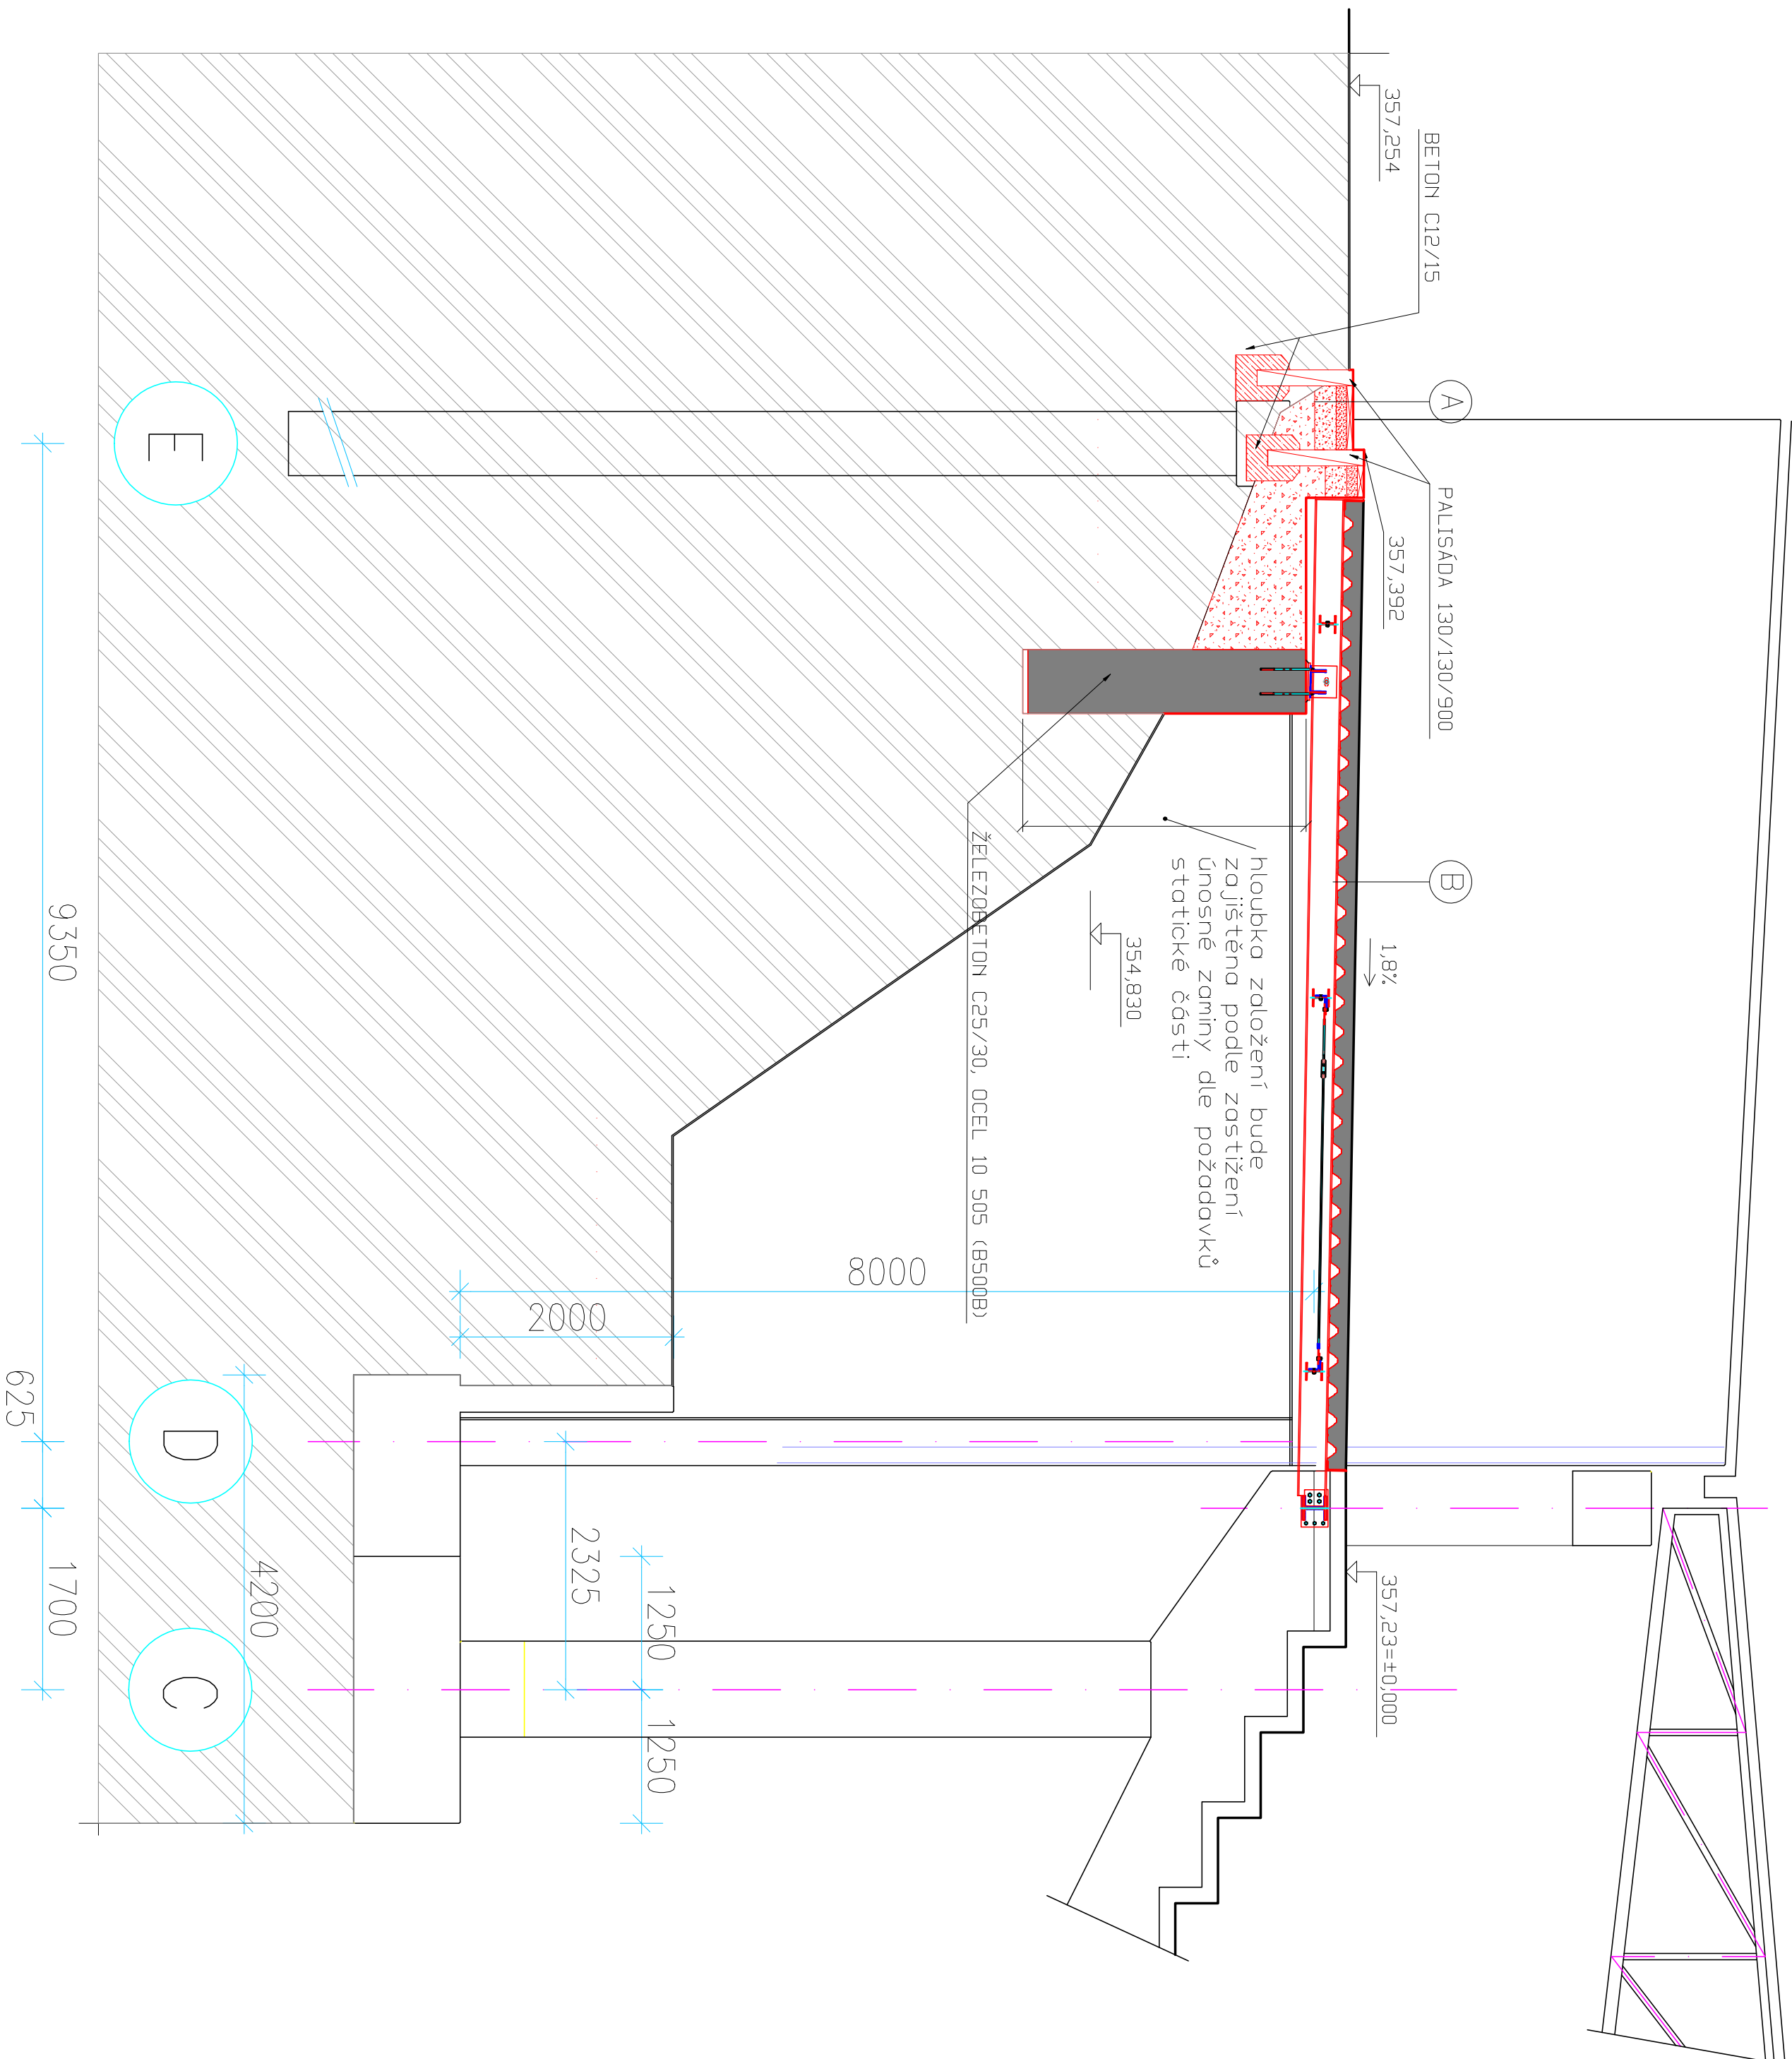 357,254
BETON C12/15
A
PALISÁDA 130/130/900
357,392
B
1,8%
hloubka založení bude
zajištěna podle zastižení
únosné zaminy dle požadavků
statické části
354,830
ŽELEZOBETON C25/30, OCEL 10 505 (B500B)
357,23=±0,000
8000
2000
2325
1250
1250
4200
E
D
C
9350
625
1700